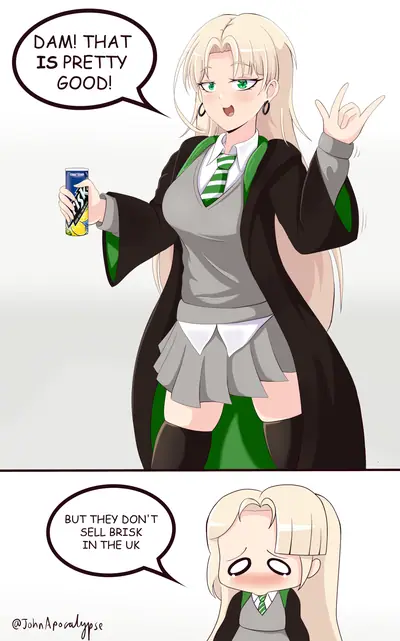 DAM! THAT
IS PRETTY
GOOD!
BUT THEY DON'T
SELL BRISK
IN THE UK
@JohnApocalypse